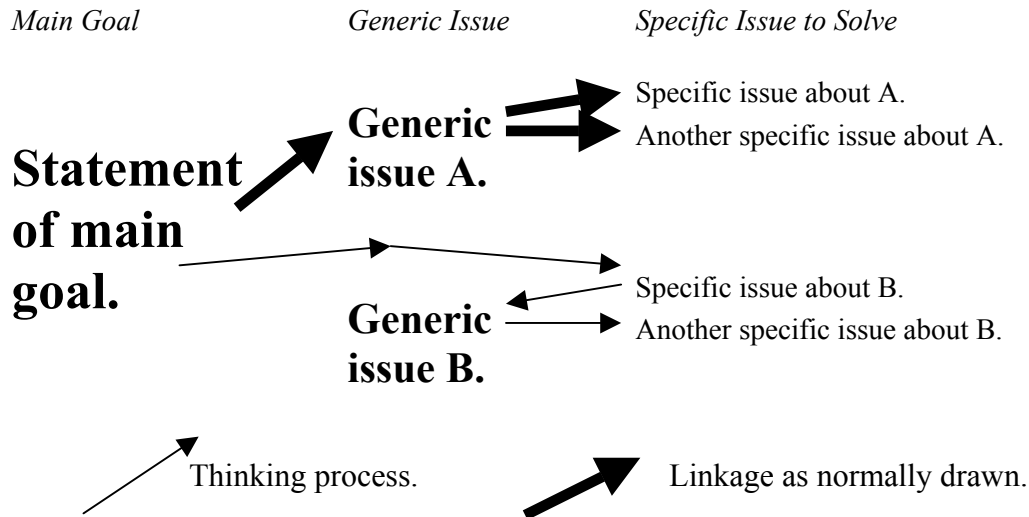 Main Goal Generic Issue Specific Issue to Solve
Statement
of main
goal.
Generic
issue A.
Specific issue about A.
Another specific issue about A.
Generic
issue B.
Specific issue about B.
Another specific issue about B.
Thinking process.
Linkage as normally drawn.